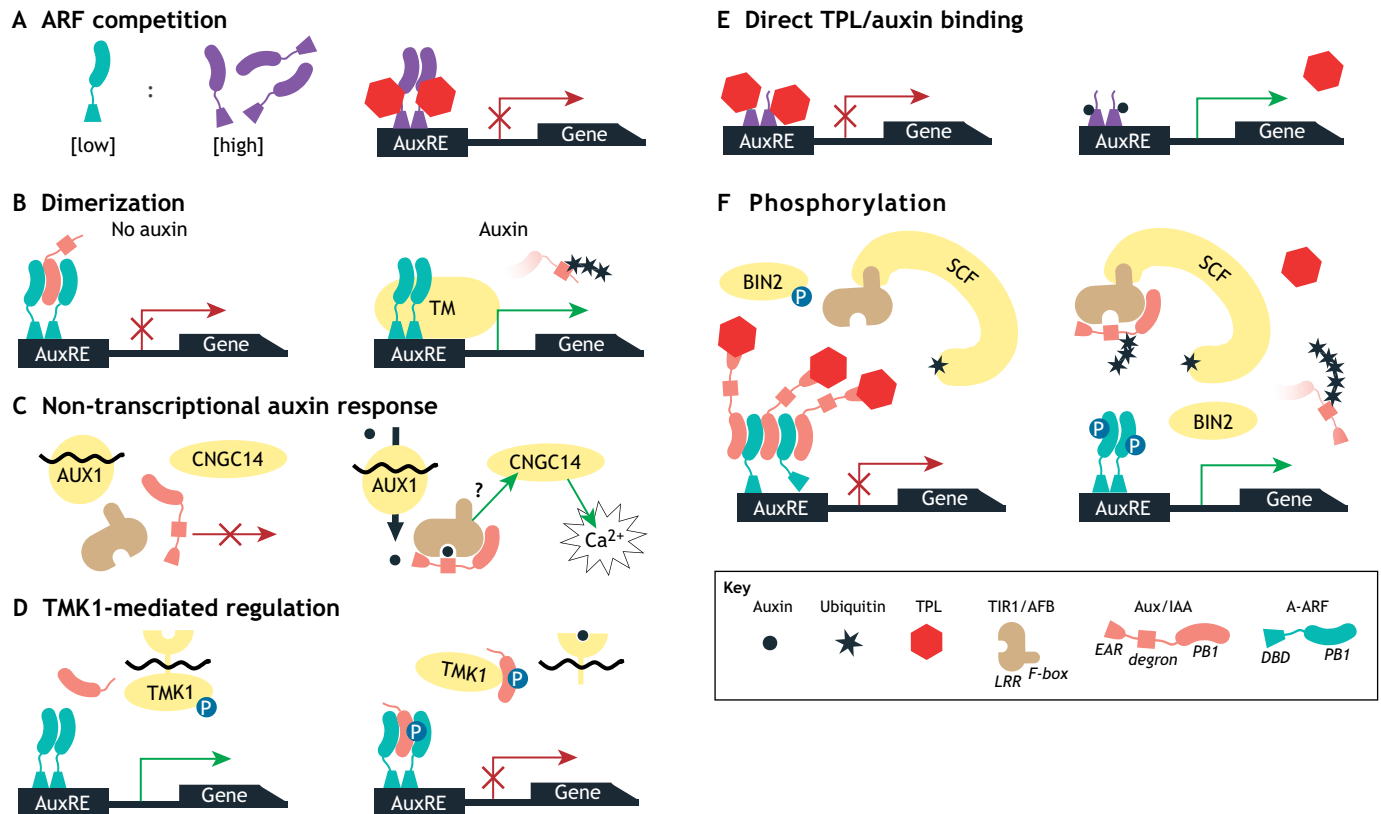 A ARF competition
:
[low]
[high]
AuxRE
Gene
B Dimerization
No auxin
Auxin
AuxRE
Gene
TM
AuxRE
Gene
C Non-transcriptional auxin response
AUX1
CNGC14
AUX1
?
CNGC14
Ca2+
D TMK1-mediated regulation
TMK1
P
AuxRE
Gene
TMK1
P
P
AuxRE
Gene
E Direct TPL/auxin binding
AuxRE
Gene
AuxRE
Gene
F Phosphorylation
BIN2
P
SCF
AuxRE
Gene
SCF
BIN2
P
P
AuxRE
Gene
Key
Auxin
Ubiquitin
TPL
TIR1/AFB
Aux/IAA
A-ARF
LRR
F-box
EAR
degron
PB1
DBD
PB1